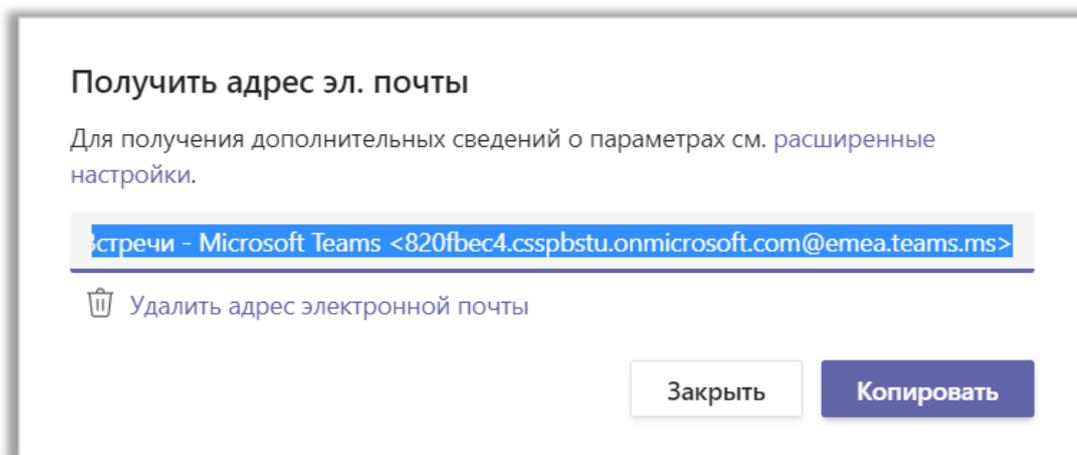 Получить адрес эл. почты
Для получения дополнительных сведений о параметрах см. расширенные
настройки.
Встречи - Microsoft Teams <820fbec4.csspbstu.onmicrosoft.com@emea.teams.ms>
Удалить адрес электронной почты
Закрыть
Копировать